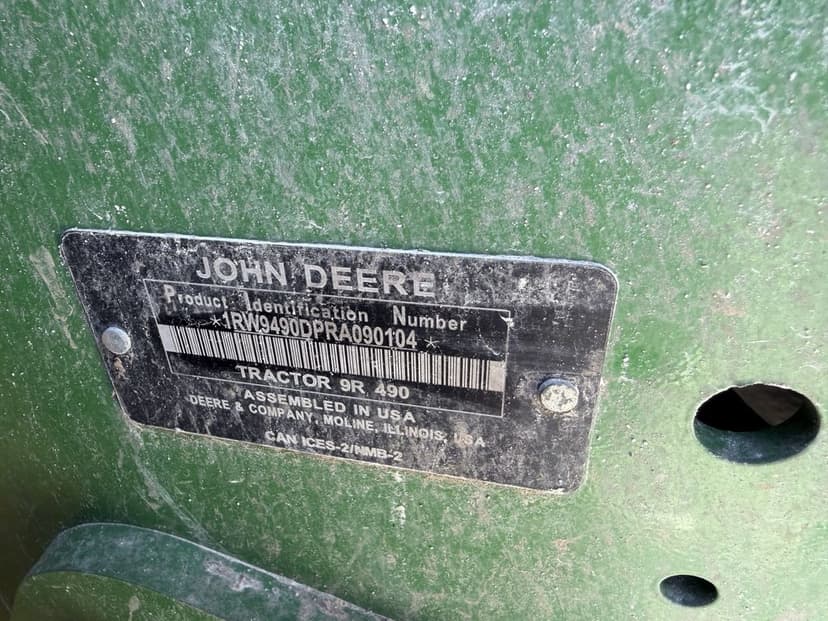 JOHN DEERE
Product Identification Number
*1RW9490DPRA090104*
TRACTOR 9R 490
ASSEMBLED IN USA
DEERE & COMPANY, MOLINE, ILLINOIS, USA
CAN ICES-2/NMB-2